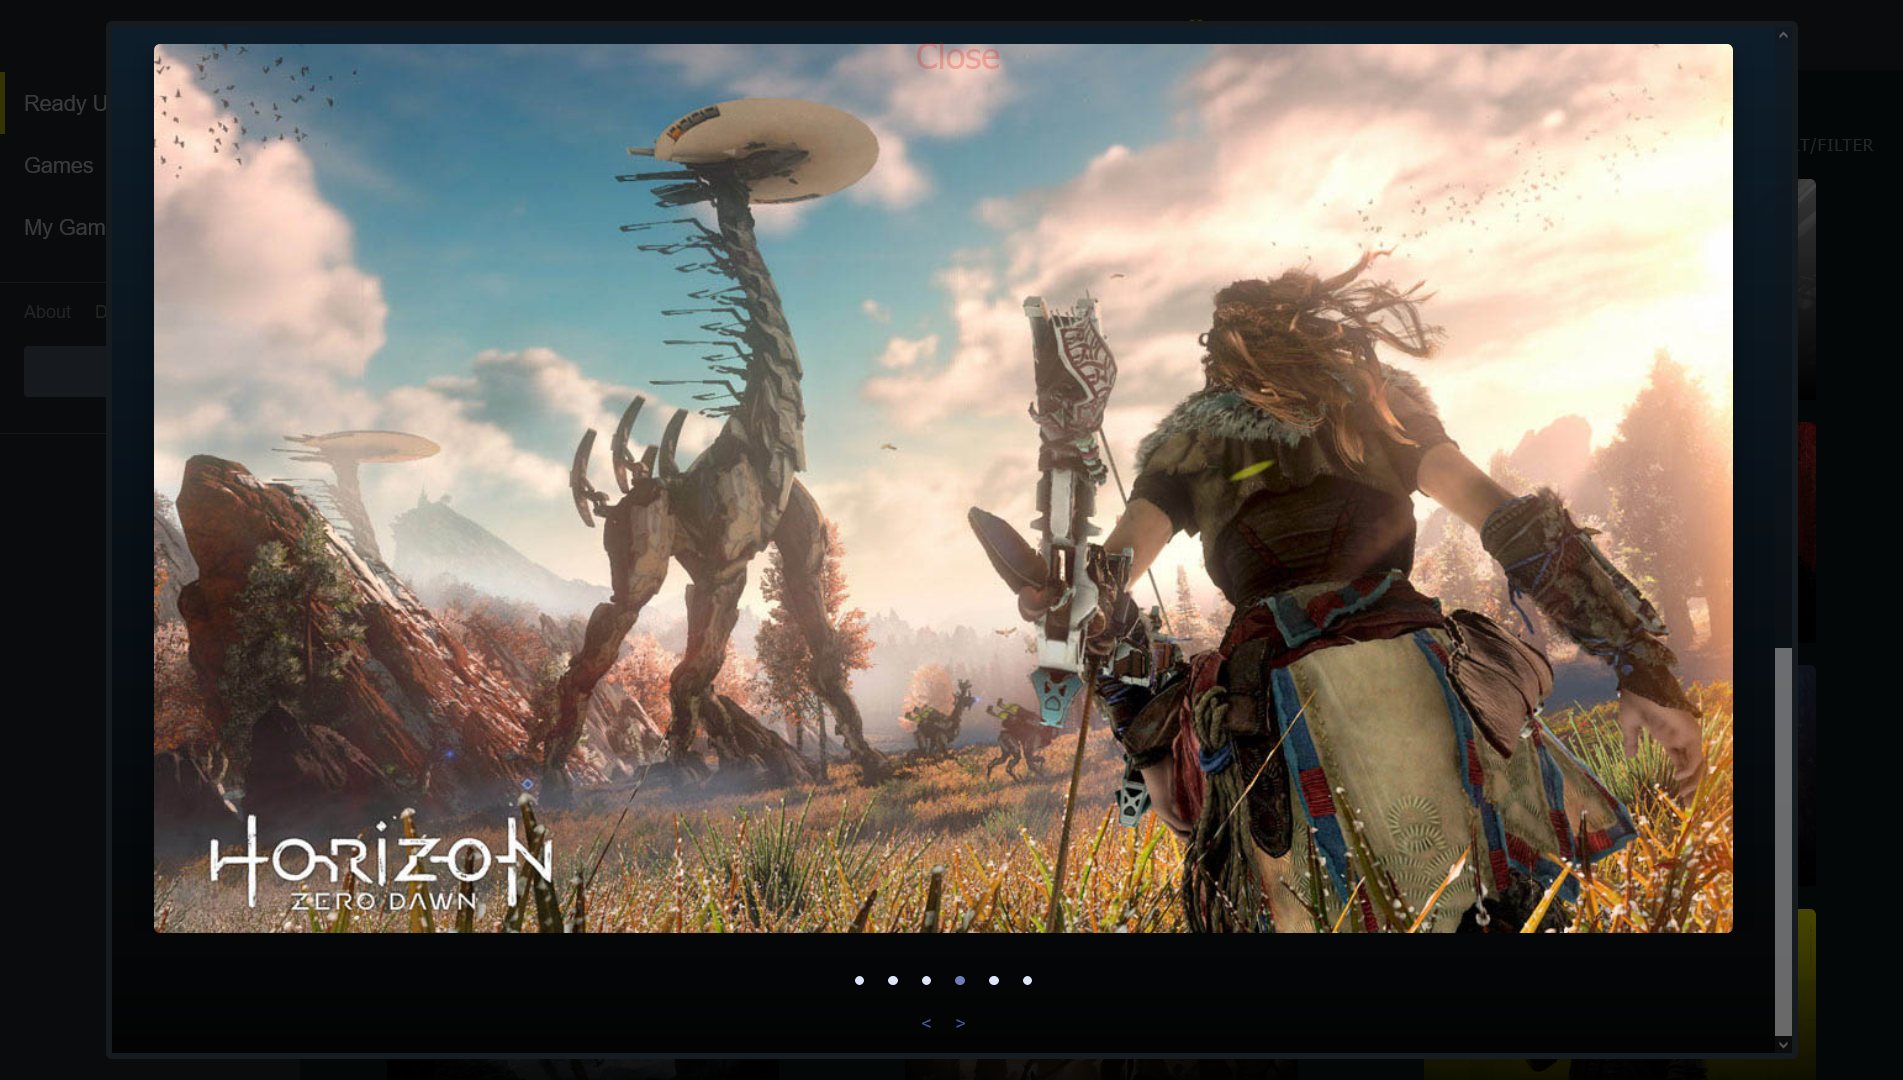 Close
Ready U
Games
My Gam
About D
LT/FILTER
HORIZON
ZERO DAWN
< >